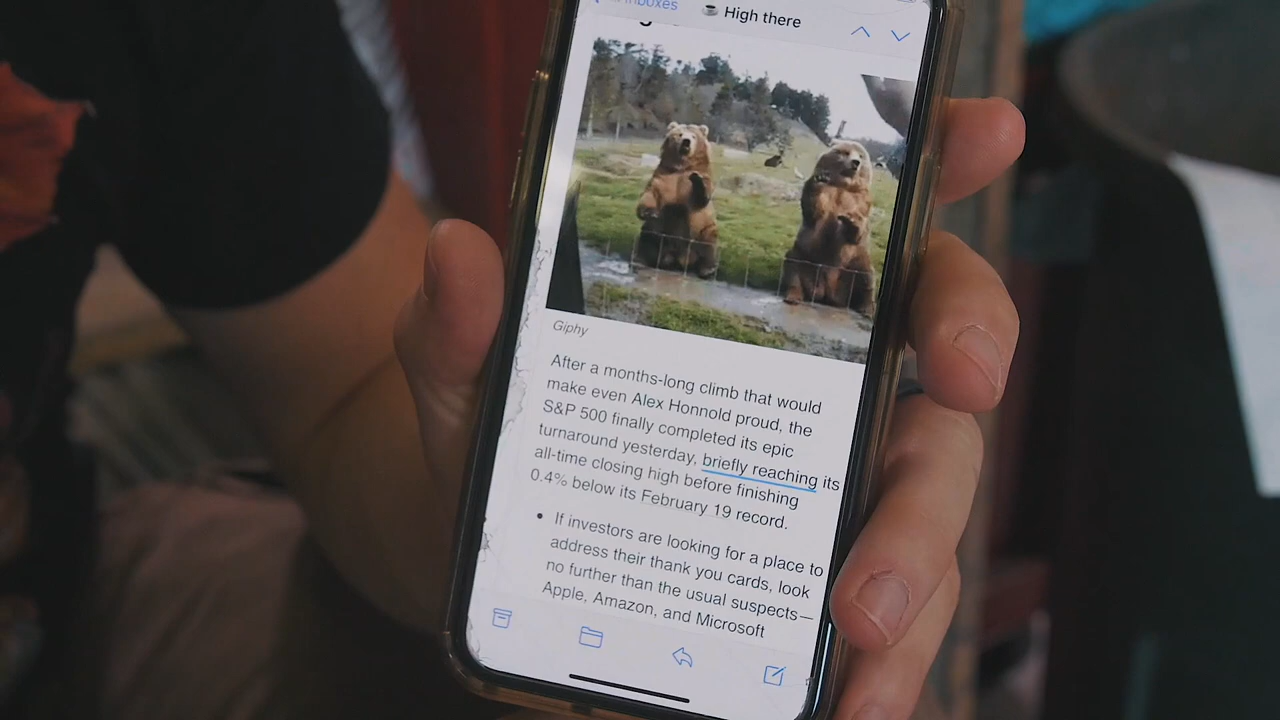 Inboxes
High there
Giphy
After a months-long climb that would
make even Alex Honnold proud, the
S&P 500 finally completed its epic
turnaround yesterday, briefly reaching its
all-time closing high before finishing
0.4% below its February 19 record.
• If investors are looking for a place to
address their thank you cards, look
no further than the usual suspects—
Apple, Amazon, and Microsoft